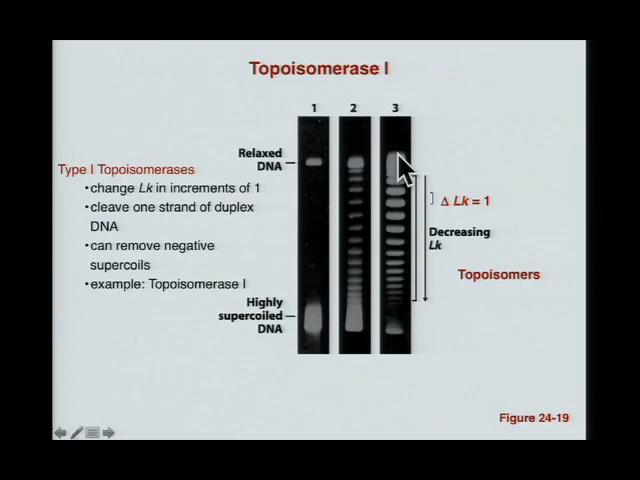 Topoisomerase I
1 2 3
Relaxed
DNA
Type I Topoisomerases
•change Lk in increments of 1
•cleave one strand of duplex
DNA
•can remove negative
supercoils
•example: Topoisomerase I
Δ Lk = 1
Decreasing
Lk
Topoisomers
Highly
supercoiled
DNA
Figure 24-19